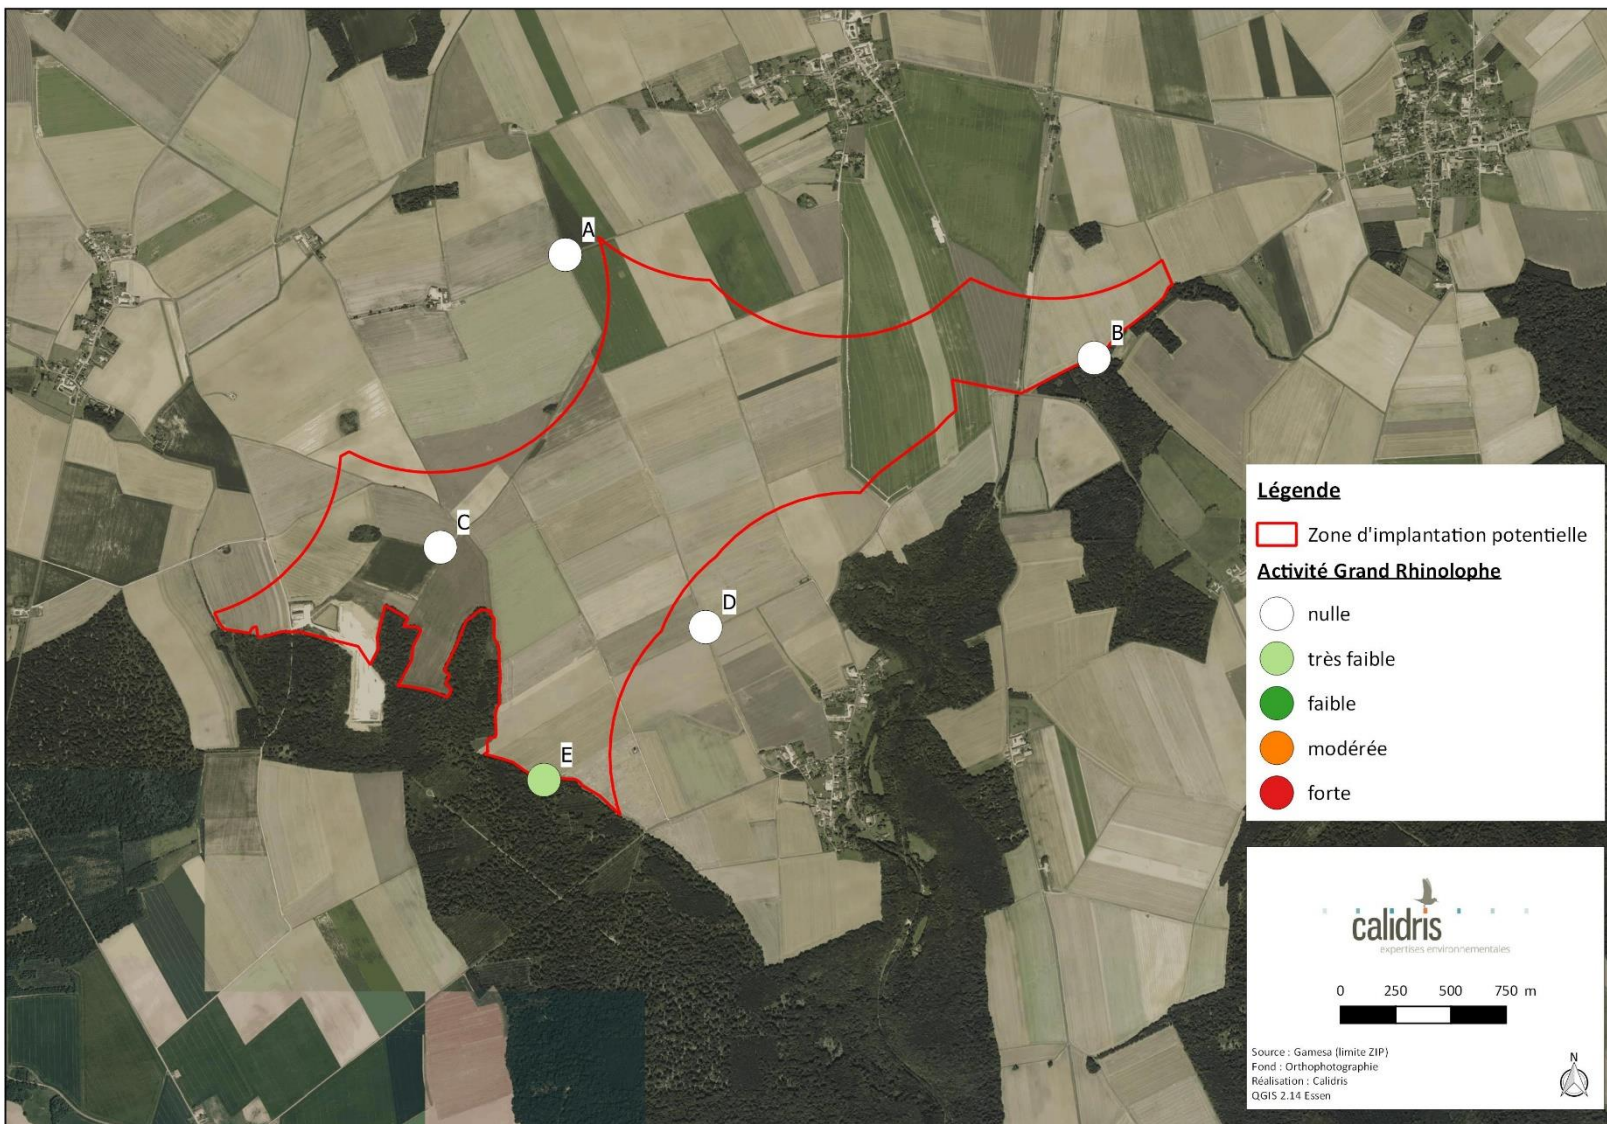 A
B
C
D
E
Légende
Zone d'implantation potentielle
Activité Grand Rhinolophe
nulle
très faible
faible
modérée
forte
calidris
expertises environnementales
0 250 500 750 m
Source : Gamesa (limite ZIP)
Fond : Orthophotographie
Réalisation : Calidris
QGIS 2.14 Essen
N